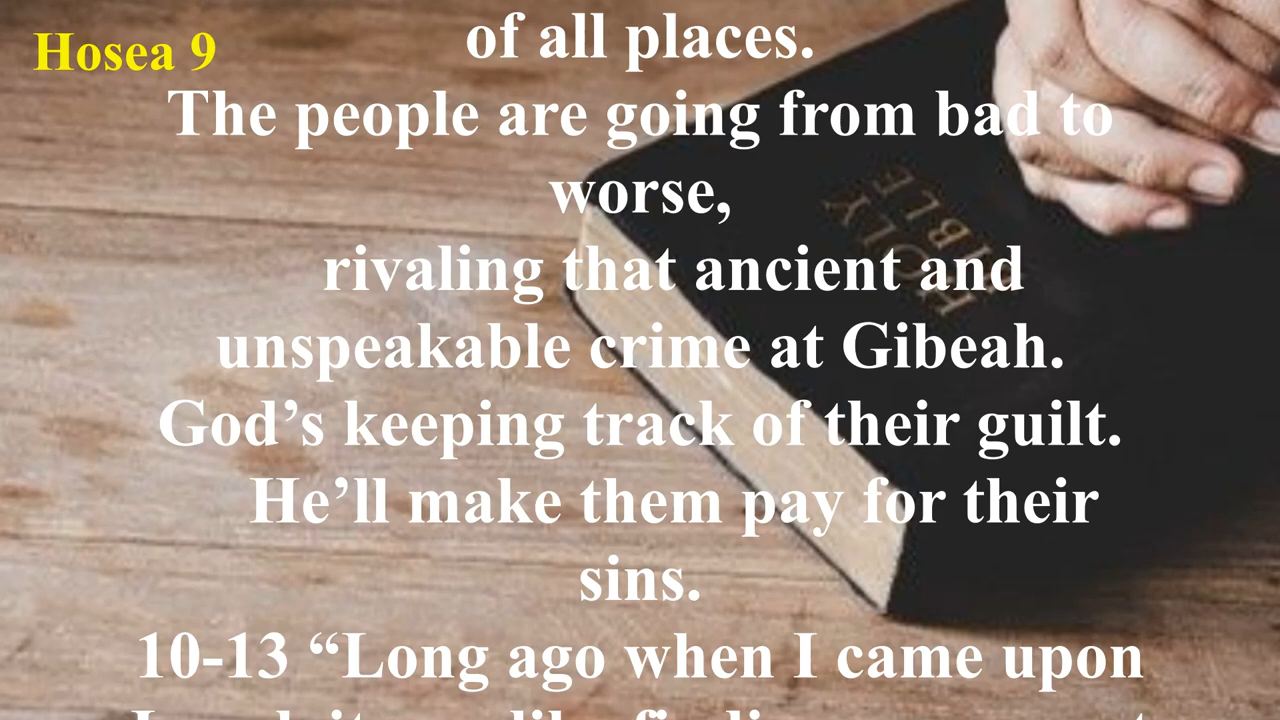 Hosea 9
of all places.
The people are going from bad to
worse,
rivaling that ancient and
unspeakable crime at Gibeah.
God’s keeping track of their guilt.
He’ll make them pay for their
sins.
10-13 “Long ago when I came upon
HOLY
BIBLE